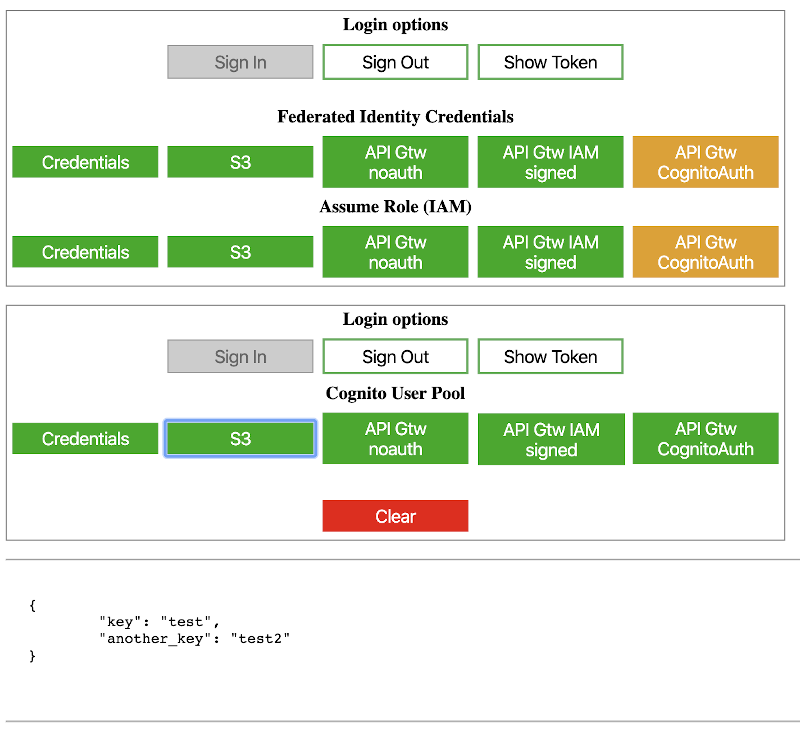 Login options
Sign In Sign Out Show Token
Federated Identity Credentials
Credentials S3 API Gtw noauth API Gtw IAM signed API Gtw CognitoAuth
Assume Role (IAM)
Credentials S3 API Gtw noauth API Gtw IAM signed API Gtw CognitoAuth
Login options
Sign In Sign Out Show Token
Cognito User Pool
Credentials S3 API Gtw noauth API Gtw IAM signed API Gtw CognitoAuth
Clear
{
"key": "test",
"another_key": "test2"
}